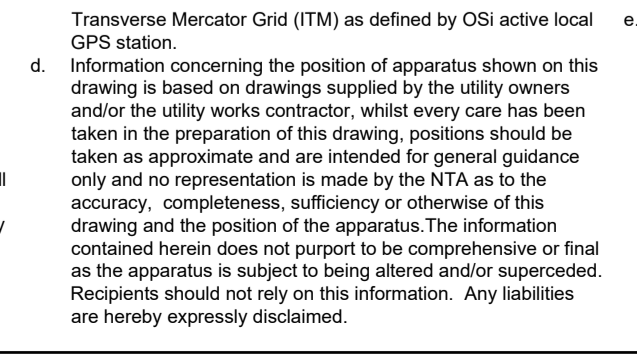 Transverse Mercator Grid (ITM) as defined by OSi active local e.
GPS station.
d. Information concerning the position of apparatus shown on this
drawing is based on drawings supplied by the utility owners
and/or the utility works contractor, whilst every care has been
taken in the preparation of this drawing, positions should be
taken as approximate and are intended for general guidance
only and no representation is made by the NTA as to the
accuracy,  completeness, sufficiency or otherwise of this
drawing and the position of the apparatus.The information
contained herein does not purport to be comprehensive or final
as the apparatus is subject to being altered and/or superceded.
Recipients should not rely on this information.  Any liabilities
are hereby expressly disclaimed.